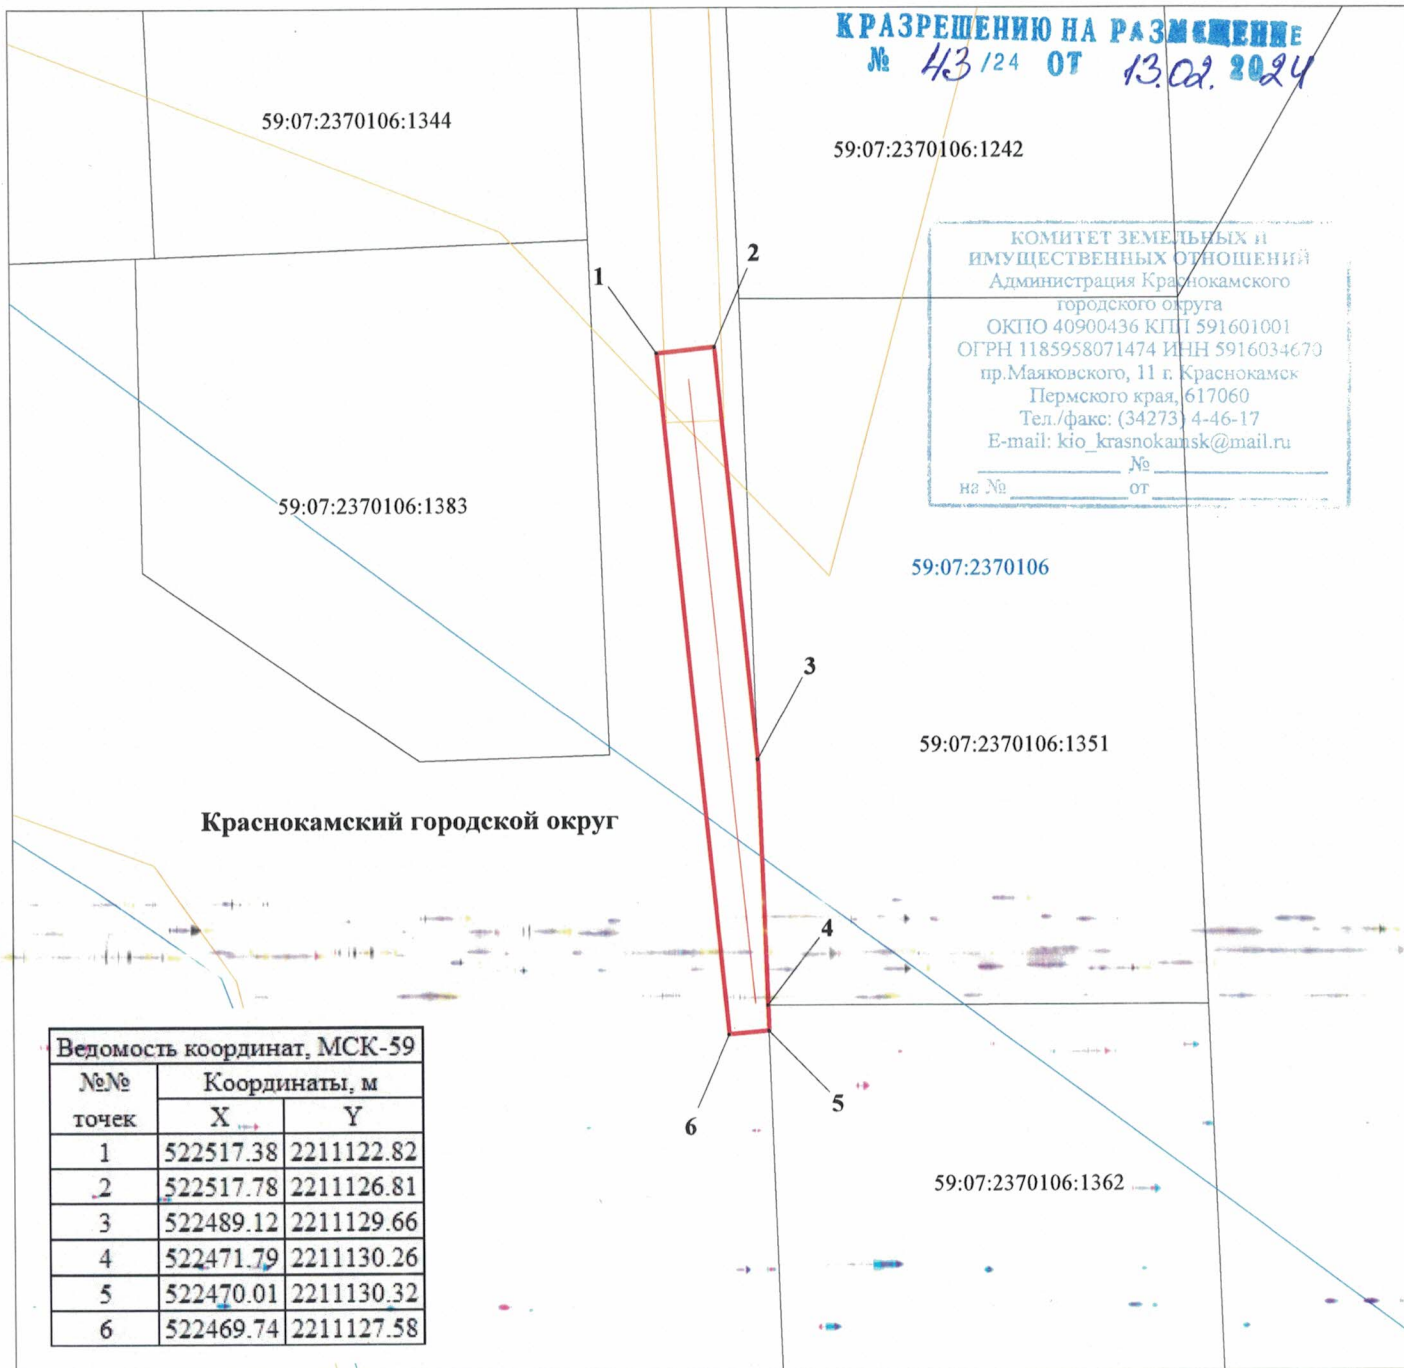 К РАЗРЕШЕНИЮ НА РАЗМЕЩЕНИЕ
№ 43/24 ОТ 13.02.2024
59:07:2370106:1344
59:07:2370106:1242
КОМИТЕТ ЗЕМЕЛЬНЫХ И
ИМУЩЕСТВЕННЫХ ОТНОШЕНИЙ
Администрация Краснокамского
городского округа
ОКПО 40900436 КПП 591601001
ОГРН 1185958071474 ИНН 5916034670
пр.Маяковского, 11 г. Краснокамск
Пермского края, 617060
Тел./факс: (34273) 4-46-17
E-mail: kio_krasnokamsk@mail.ru
№
на № от
1
2
59:07:2370106:1383
59:07:2370106
3
59:07:2370106:1351
Краснокамский городской округ
4
5
6
59:07:2370106:1362
Ведомость координат, МСК-59
№№ точек Координаты, м
X Y
1 522517.38 2211122.82
2 522517.78 2211126.81
3 522489.12 2211129.66
4 522471.79 2211130.26
5 522470.01 2211130.32
6 522469.74 2211127.58